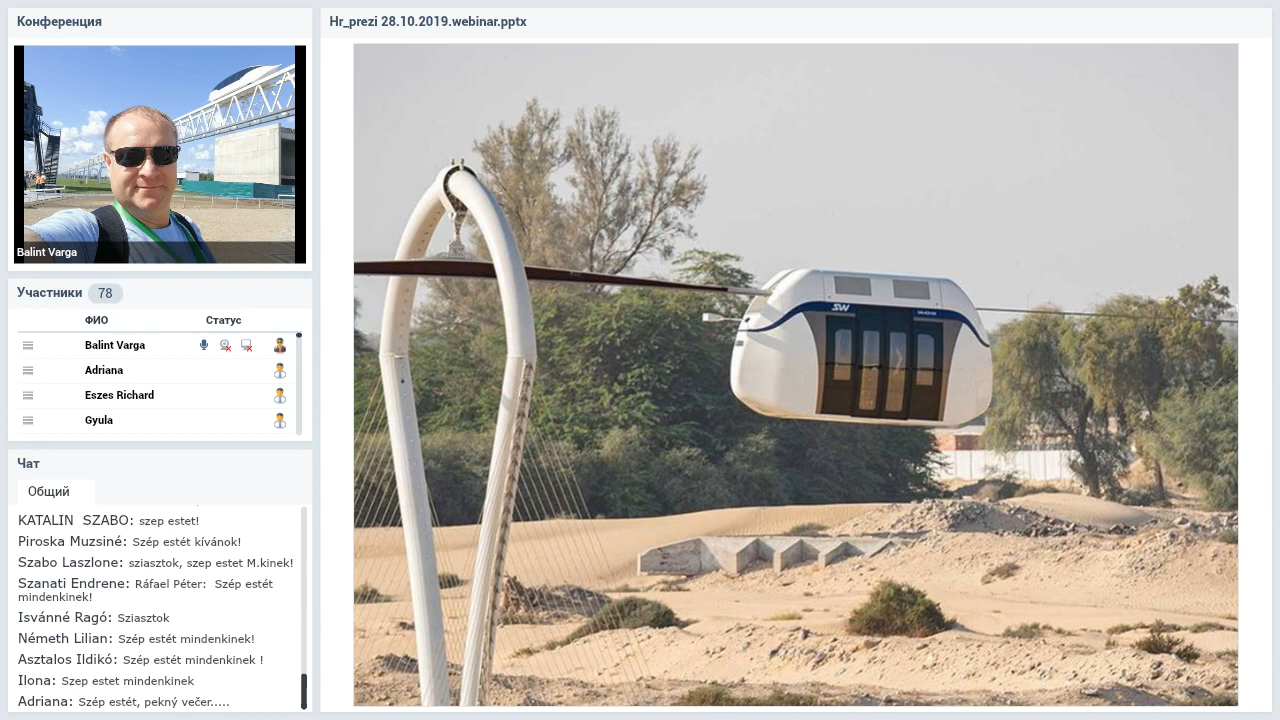 Конференция
Balint Varga
Участники 78
ФИО Статус
Balint Varga
Adriana
Eszes Richard
Gyula
Чат
Общий
KATALIN SZABO: szep estet!
Piroska Muzsiné: Szép estét kívánok!
Szabo Laszlone: sziasztok, szep estet M.kinek!
Szanati Endrene: Ráfael Péter: Szép estét
mindenkinek!
Isvánné Ragó: Sziasztok
Németh Lilian: Szép estét mindenkinek!
Asztalos Ildikó: Szép estét mindenkinek !
Ilona: Szep estet mindenkinek
Adriana: Szép estét, pekný večer.....
Hr_prezi 28.10.2019.webinar.pptx
SW